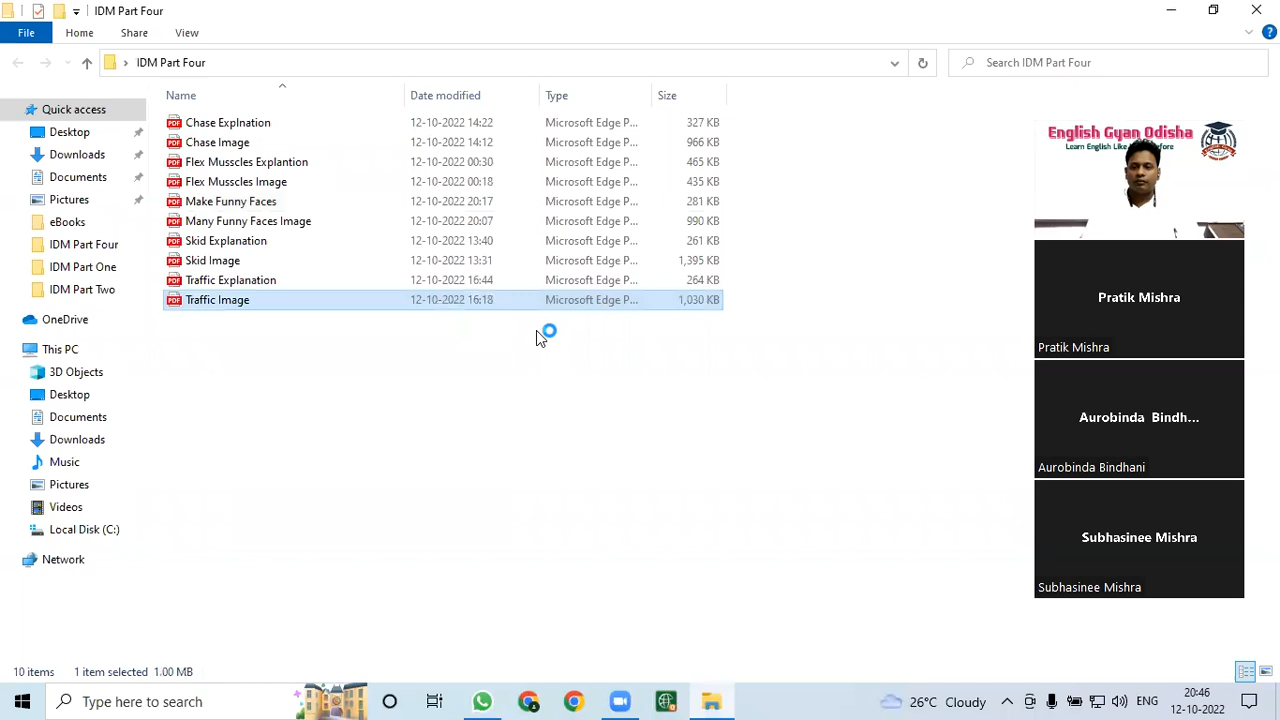 IDM Part Four
File Home Share View
IDM Part Four
Search IDM Part Four
Name Date modified Type Size
Quick access
Desktop
Downloads
Documents
Pictures
eBooks
IDM Part Four
IDM Part One
IDM Part Two
OneDrive
This PC
3D Objects
Desktop
Documents
Downloads
Music
Pictures
Videos
Local Disk (C:)
Network
Chase Explnation 12-10-2022 14:22 Microsoft Edge P... 327 KB
Chase Image 12-10-2022 14:12 Microsoft Edge P... 966 KB
Flex Musscles Explantion 12-10-2022 00:30 Microsoft Edge P... 465 KB
Flex Musscles Image 12-10-2022 00:18 Microsoft Edge P... 435 KB
Make Funny Faces 12-10-2022 20:17 Microsoft Edge P... 281 KB
Many Funny Faces Image 12-10-2022 20:07 Microsoft Edge P... 990 KB
Skid Explanation 12-10-2022 13:40 Microsoft Edge P... 261 KB
Skid Image 12-10-2022 13:31 Microsoft Edge P... 1,395 KB
Traffic Explanation 12-10-2022 16:44 Microsoft Edge P... 264 KB
Traffic Image 12-10-2022 16:18 Microsoft Edge P... 1,030 KB
English Gyan Odisha
Learn English Like
Pratik Mishra
Pratik Mishra
Aurobinda Bindh...
Aurobinda Bindhani
Subhasinee Mishra
Subhasinee Mishra
10 items 1 item selected 1.00 MB
Type here to search
26°C Cloudy
ENG
20:46
12-10-2022